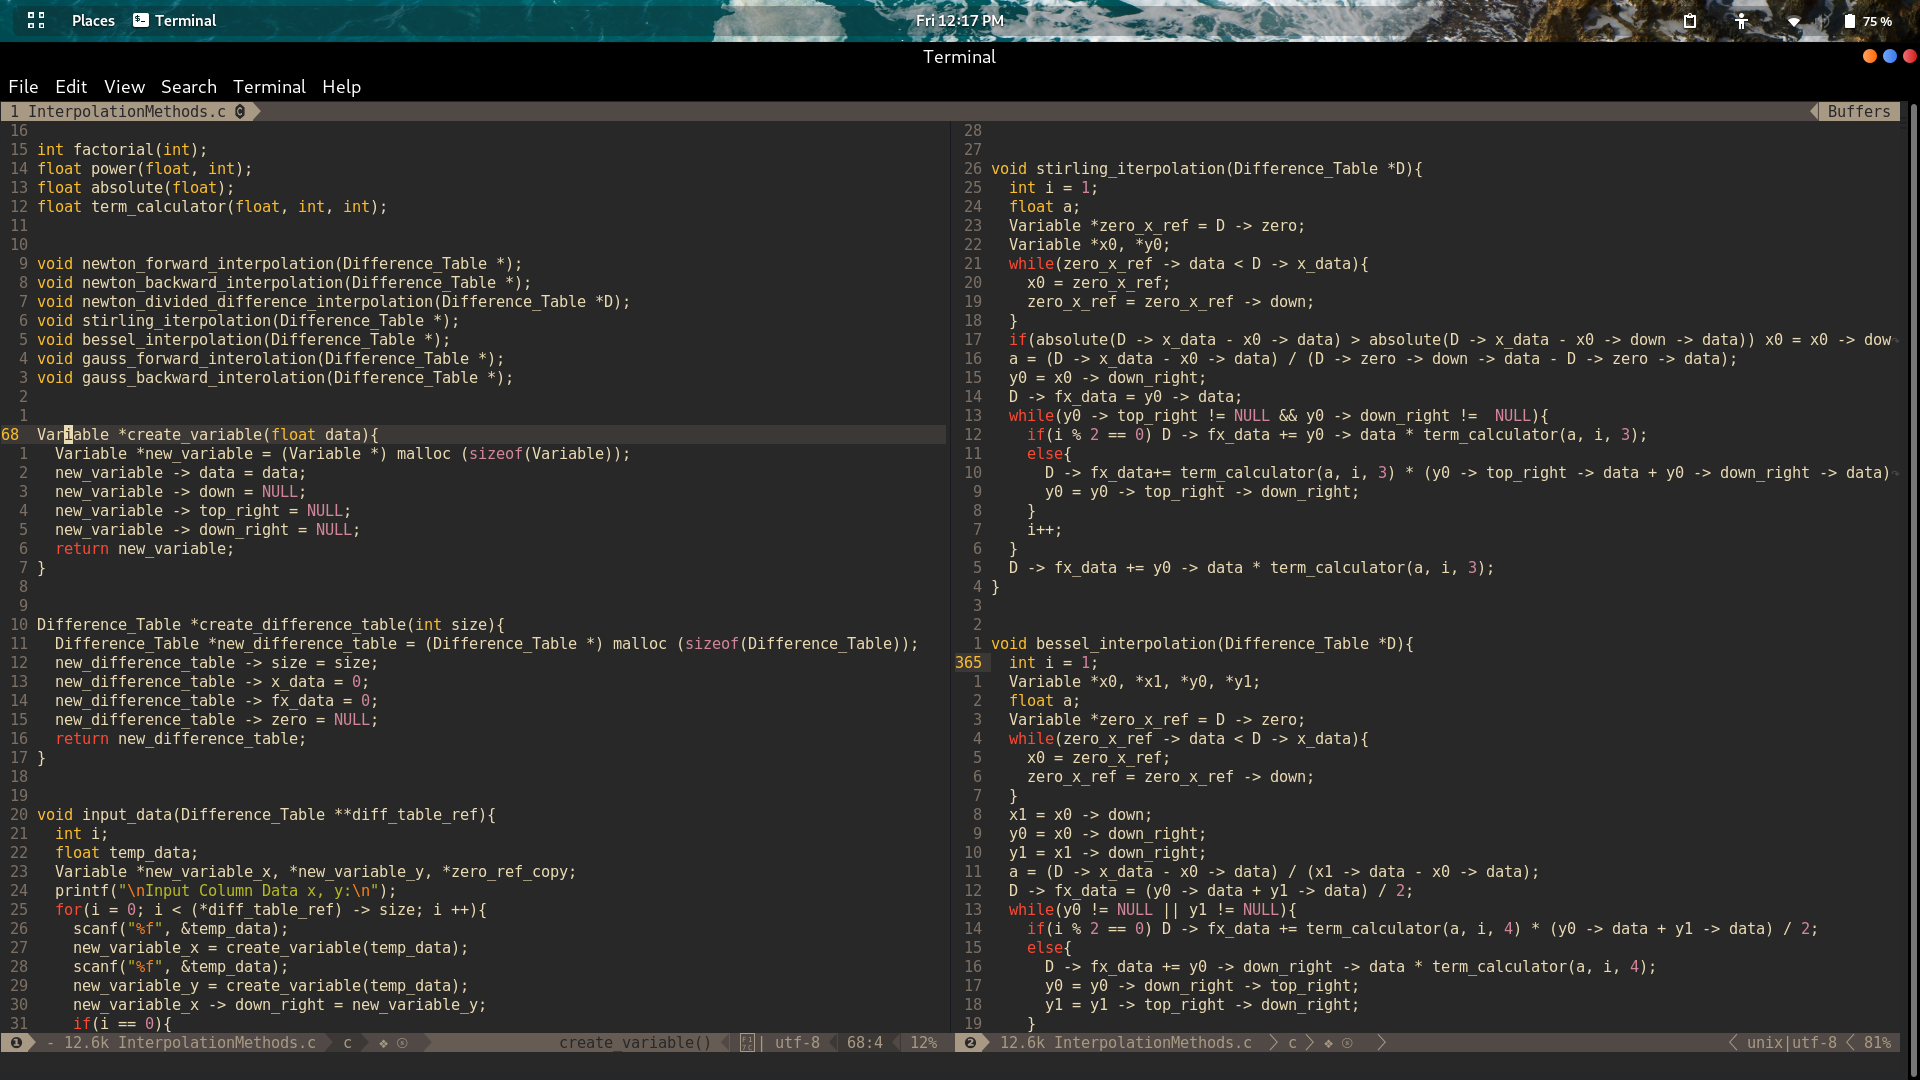 Places Terminal Fri 12:17 PM 75 %
Terminal
File Edit View Search Terminal Help
1 InterpolationMethods.c Buffers
16
15 int factorial(int);
14 float power(float, int);
13 float absolute(float);
12 float term_calculator(float, int, int);
11
10
9 void newton_forward_interpolation(Difference_Table *);
8 void newton_backward_interpolation(Difference_Table *);
7 void newton_divided_difference_interpolation(Difference_Table *D);
6 void stirling_iterpolation(Difference_Table *);
5 void bessel_interpolation(Difference_Table *);
4 void gauss_forward_interolation(Difference_Table *);
3 void gauss_backward_interolation(Difference_Table *);
2
1
68 Variable *create_variable(float data){
1 Variable *new_variable = (Variable *) malloc (sizeof(Variable));
2 new_variable -> data = data;
3 new_variable -> down = NULL;
4 new_variable -> top_right = NULL;
5 new_variable -> down_right = NULL;
6 return new_variable;
7 }
8
9
10 Difference_Table *create_difference_table(int size){
11 Difference_Table *new_difference_table = (Difference_Table *) malloc (sizeof(Difference_Table));
12 new_difference_table -> size = size;
13 new_difference_table -> x_data = 0;
14 new_difference_table -> fx_data = 0;
15 new_difference_table -> zero = NULL;
16 return new_difference_table;
17 }
18
19
20 void input_data(Difference_Table **diff_table_ref){
21 int i;
22 float temp_data;
23 Variable *new_variable_x, *new_variable_y, *zero_ref_copy;
24 printf("\nInput Column Data x, y:\n");
25 for(i = 0; i < (*diff_table_ref) -> size; i ++){
26 scanf("%f", &temp_data);
27 new_variable_x = create_variable(temp_data);
28 scanf("%f", &temp_data);
29 new_variable_y = create_variable(temp_data);
30 new_variable_x -> down_right = new_variable_y;
31 if(i == 0){
1 - 12.6k InterpolationMethods.c c create_variable() | utf-8 68:4 12%
28
27
26 void stirling_iterpolation(Difference_Table *D){
25 int i = 1;
24 float a;
23 Variable *zero_x_ref = D -> zero;
22 Variable *x0, *y0;
21 while(zero_x_ref -> data < D -> x_data){
20 x0 = zero_x_ref;
19 zero_x_ref = zero_x_ref -> down;
18 }
17 if(absolute(D -> x_data - x0 -> data) > absolute(D -> x_data - x0 -> down -> data)) x0 = x0 -> dow
16 a = (D -> x_data - x0 -> data) / (D -> zero -> down -> data - D -> zero -> data);
15 y0 = x0 -> down_right;
14 D -> fx_data = y0 -> data;
13 while(y0 -> top_right != NULL && y0 -> down_right !=  NULL){
12 if(i % 2 == 0) D -> fx_data += y0 -> data * term_calculator(a, i, 3);
11 else{
10 D -> fx_data+= term_calculator(a, i, 3) * (y0 -> top_right -> data + y0 -> down_right -> data)
9 y0 = y0 -> top_right -> down_right;
8 }
7 i++;
6 }
5 D -> fx_data += y0 -> data * term_calculator(a, i, 3);
4 }
3
2
1 void bessel_interpolation(Difference_Table *D){
365 int i = 1;
1 Variable *x0, *x1, *y0, *y1;
2 float a;
3 Variable *zero_x_ref = D -> zero;
4 while(zero_x_ref -> data < D -> x_data){
5 x0 = zero_x_ref;
6 zero_x_ref = zero_x_ref -> down;
7 }
8 x1 = x0 -> down;
9 y0 = x0 -> down_right;
10 y1 = x1 -> down_right;
11 a = (D -> x_data - x0 -> data) / (x1 -> data - x0 -> data);
12 D -> fx_data = (y0 -> data + y1 -> data) / 2;
13 while(y0 != NULL || y1 != NULL){
14 if(i % 2 == 0) D -> fx_data += term_calculator(a, i, 4) * (y0 -> data + y1 -> data) / 2;
15 else{
16 D -> fx_data += y0 -> down_right -> data * term_calculator(a, i, 4);
17 y0 = y0 -> down_right -> top_right;
18 y1 = y1 -> top_right -> down_right;
19 }
2 12.6k InterpolationMethods.c c unix|utf-8 81%